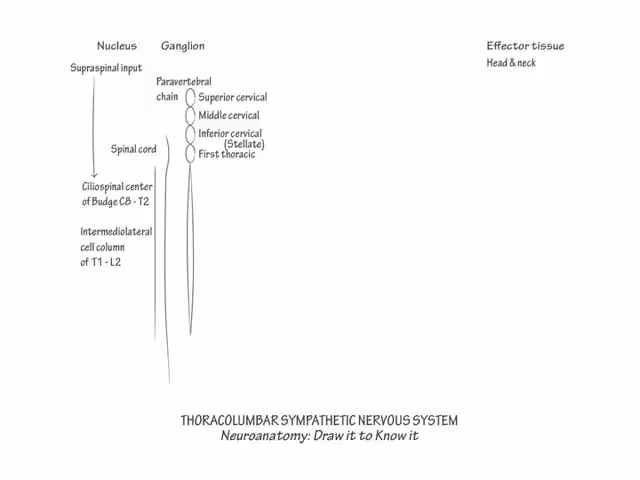 Nucleus
Ganglion
Effector tissue
Supraspinal input
Head & neck
Paravertebral
chain
Superior cervical
Middle cervical
Inferior cervical
(Stellate)
First thoracic
Spinal cord
Ciliospinal center
of Budge C8 - T2
Intermediolateral
cell column
of T1 - L2
THORACOLUMBAR SYMPATHETIC NERVOUS SYSTEM
Neuroanatomy: Draw it to Know it